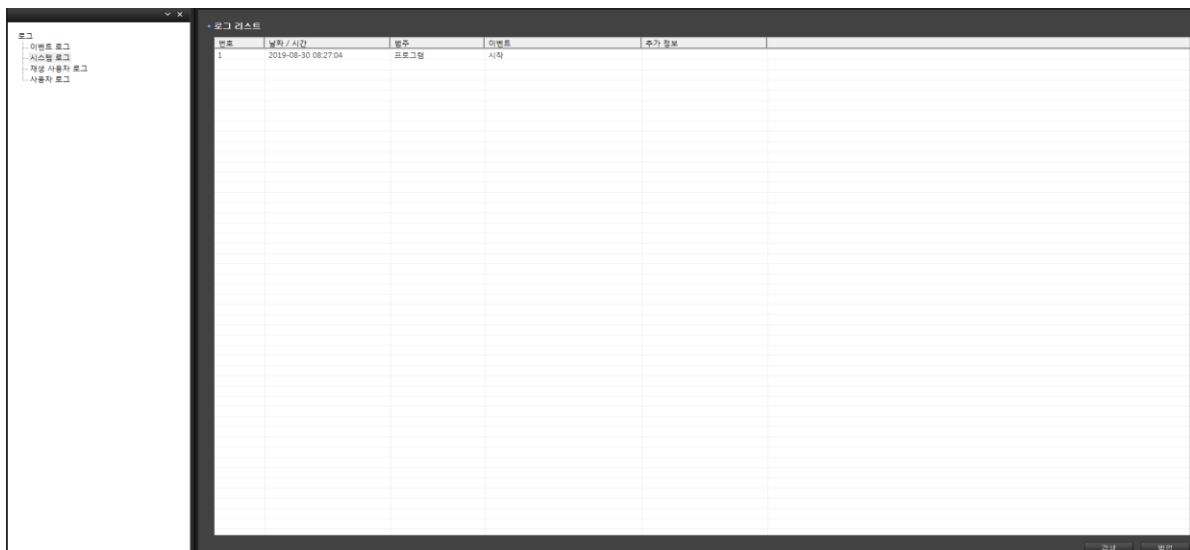 로그
이벤트 로그
시스템 로그
재생 사용자 로그
사용자 로그
로그 리스트
번호 날짜 / 시간 범주 이벤트 추가 정보
1 2019-08-30 08:27:04 프로그램 시작